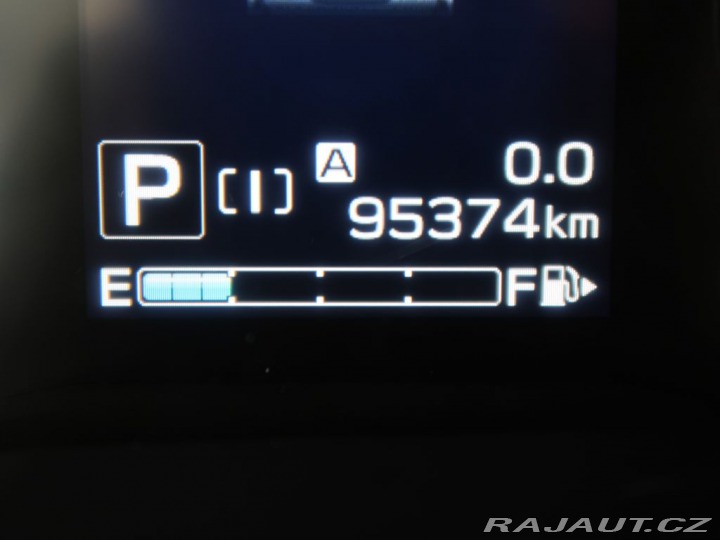 P [I] A 0.0
95374km
E F
RAJAUT.CZ